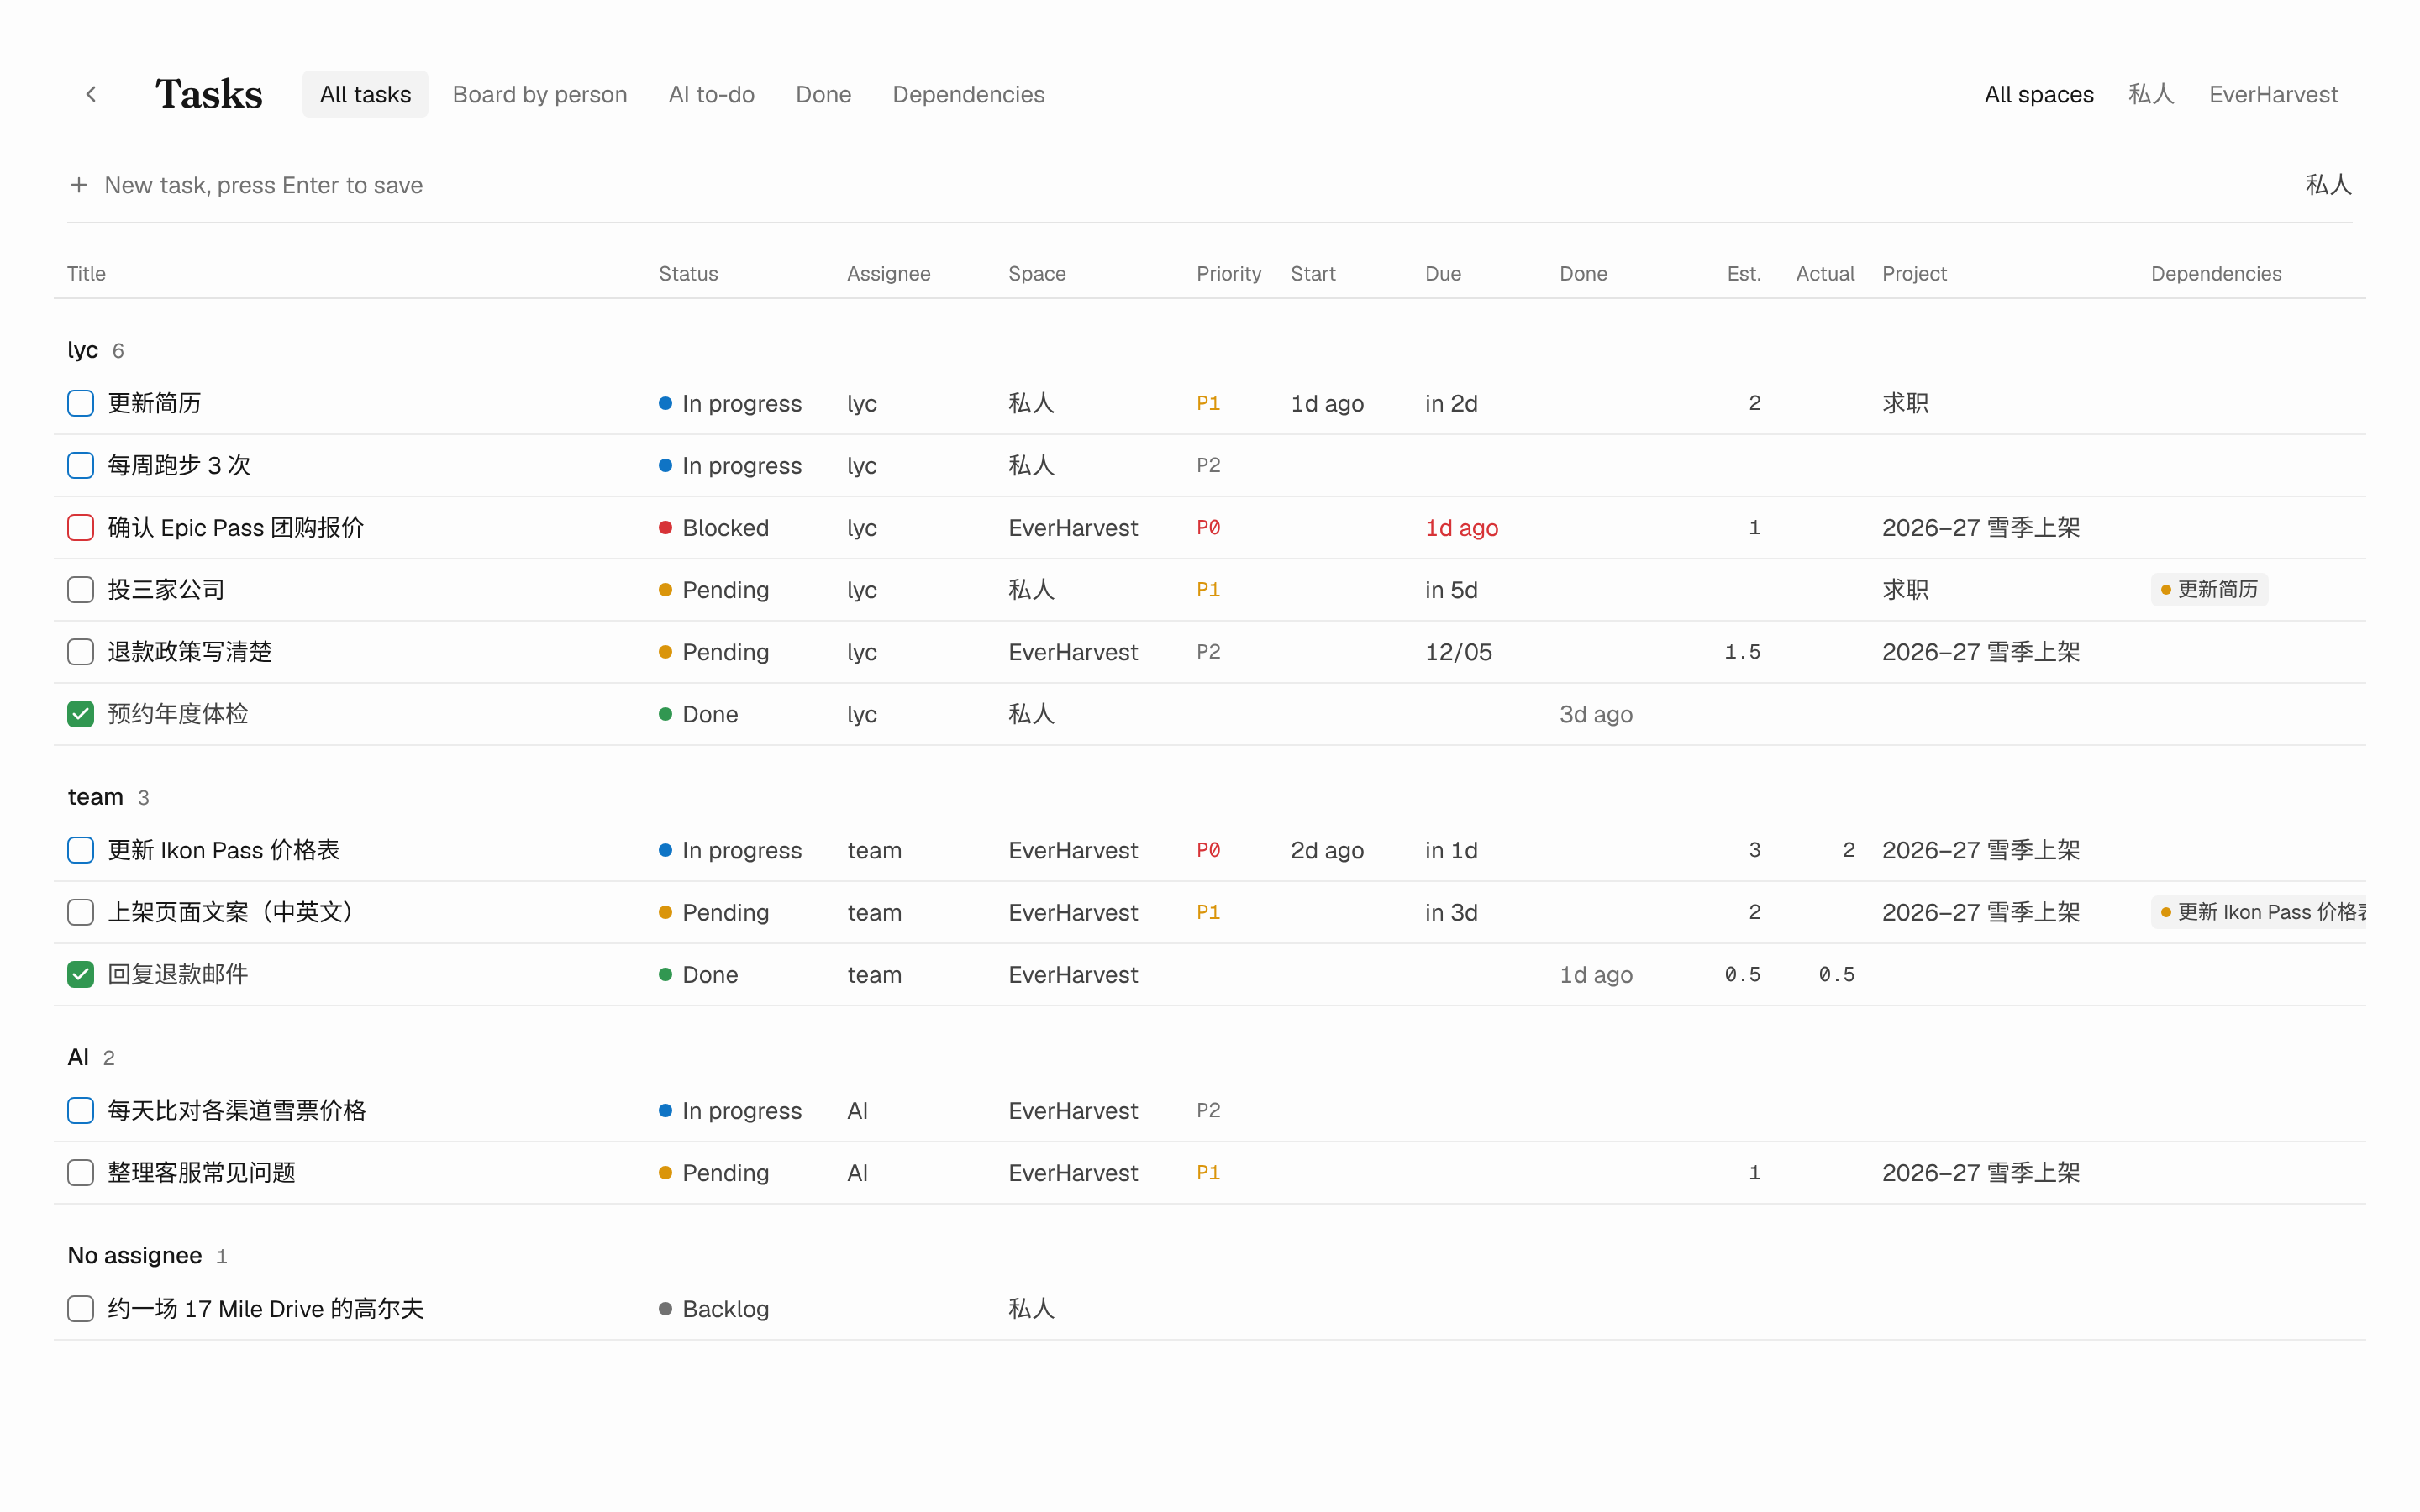 Tasks All tasks Board by person AI to-do Done Dependencies All spaces 私人 EverHarvest
+ New task, press Enter to save 私人
Title Status Assignee Space Priority Start Due Done Est. Actual Project Dependencies
lyc 6
更新简历 In progress lyc 私人 P1 1d ago in 2d 2 求职
每周跑步 3 次 In progress lyc 私人 P2
确认 Epic Pass 团购报价 Blocked lyc EverHarvest P0 1d ago 1 2026–27 雪季上架
投三家公司 Pending lyc 私人 P1 in 5d 求职 更新简历
退款政策写清楚 Pending lyc EverHarvest P2 12/05 1.5 2026–27 雪季上架
预约年度体检 Done lyc 私人 3d ago
team 3
更新 Ikon Pass 价格表 In progress team EverHarvest P0 2d ago in 1d 3 2 2026–27 雪季上架
上架页面文案（中英文） Pending team EverHarvest P1 in 3d 2 2026–27 雪季上架 更新 Ikon Pass 价格表
回复退款邮件 Done team EverHarvest 1d ago 0.5 0.5
AI 2
每天比对各渠道雪票价格 In progress AI EverHarvest P2
整理客服常见问题 Pending AI EverHarvest P1 1 2026–27 雪季上架
No assignee 1
约一场 17 Mile Drive 的高尔夫 Backlog 私人